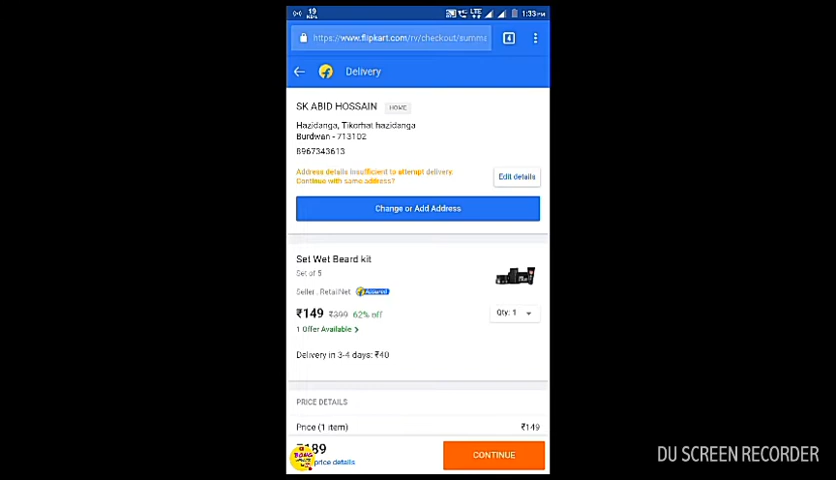 19
LTE
1:33 PM
https://www.flipkart.com/rv/checkout/summa
4
Delivery
SK ABID HOSSAIN HOME
Hazidanga, Tikorhat hazidanga
Burdwan - 713102
8967343613
Address details insufficient to attempt delivery.
Continue with same address?
Edit details
Change or Add Address
Set Wet Beard kit
Set of 5
Seller: RetailNet Assured
₹149 ₹399 62% off
Qty: 1
1 Offer Available
Delivery in 3-4 days: ₹40
PRICE DETAILS
Price (1 item) ₹149
89
price details
BONG
CONTINUE
DU SCREEN RECORDER